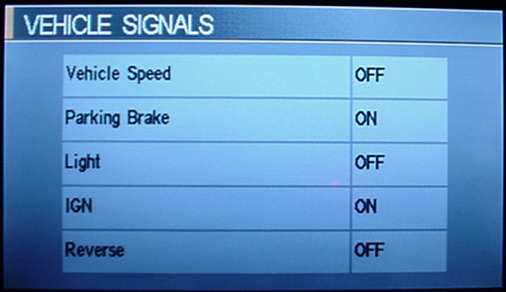 VEHICLE SIGNALS
Vehicle Speed OFF
Parking Brake ON
Light OFF
IGN ON
Reverse OFF